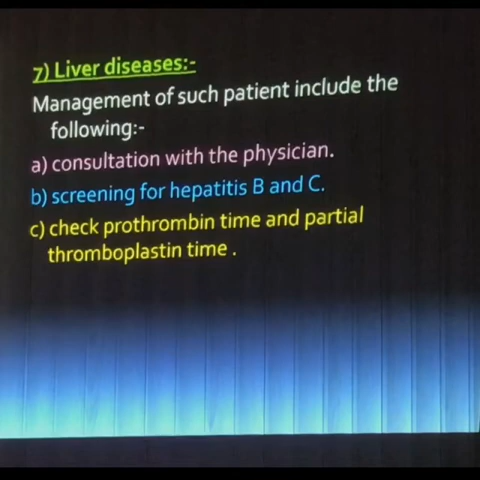 7) Liver diseases:-
Management of such patient include the
following:-
a) consultation with the physician.
b) screening for hepatitis B and C.
c) check prothrombin time and partial
thromboplastin time .